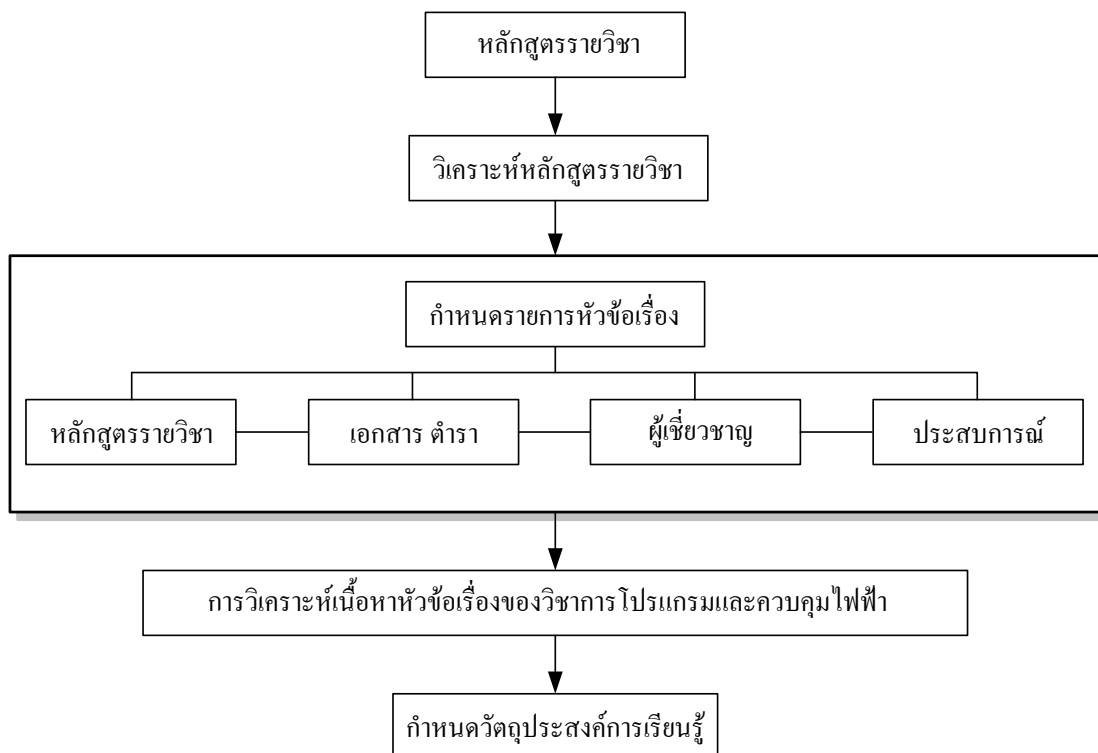 หลักสูตรรายวิชา
วิเคราะห์หลักสูตรรายวิชา
กำหนดรายการหัวข้อเรื่อง
หลักสูตรรายวิชา
เอกสาร ตำรา
ผู้เชี่ยวชาญ
ประสบการณ์
การวิเคราะห์เนื้อหาหัวข้อเรื่องของวิชาการโปรแกรมและควบคุมไฟฟ้า
กำหนดวัตถุประสงค์การเรียนรู้